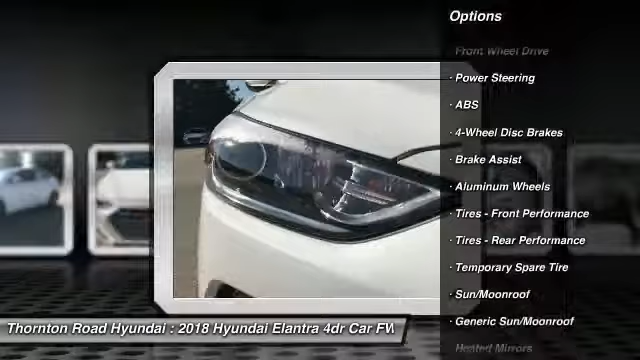 Options
· Front Wheel Drive
· Power Steering
· ABS
· 4-Wheel Disc Brakes
· Brake Assist
· Aluminum Wheels
· Tires - Front Performance
· Tires - Rear Performance
· Temporary Spare Tire
· Sun/Moonroof
· Generic Sun/Moonroof
· Heated Mirrors
Thornton Road Hyundai : 2018 Hyundai Elantra 4dr Car FW